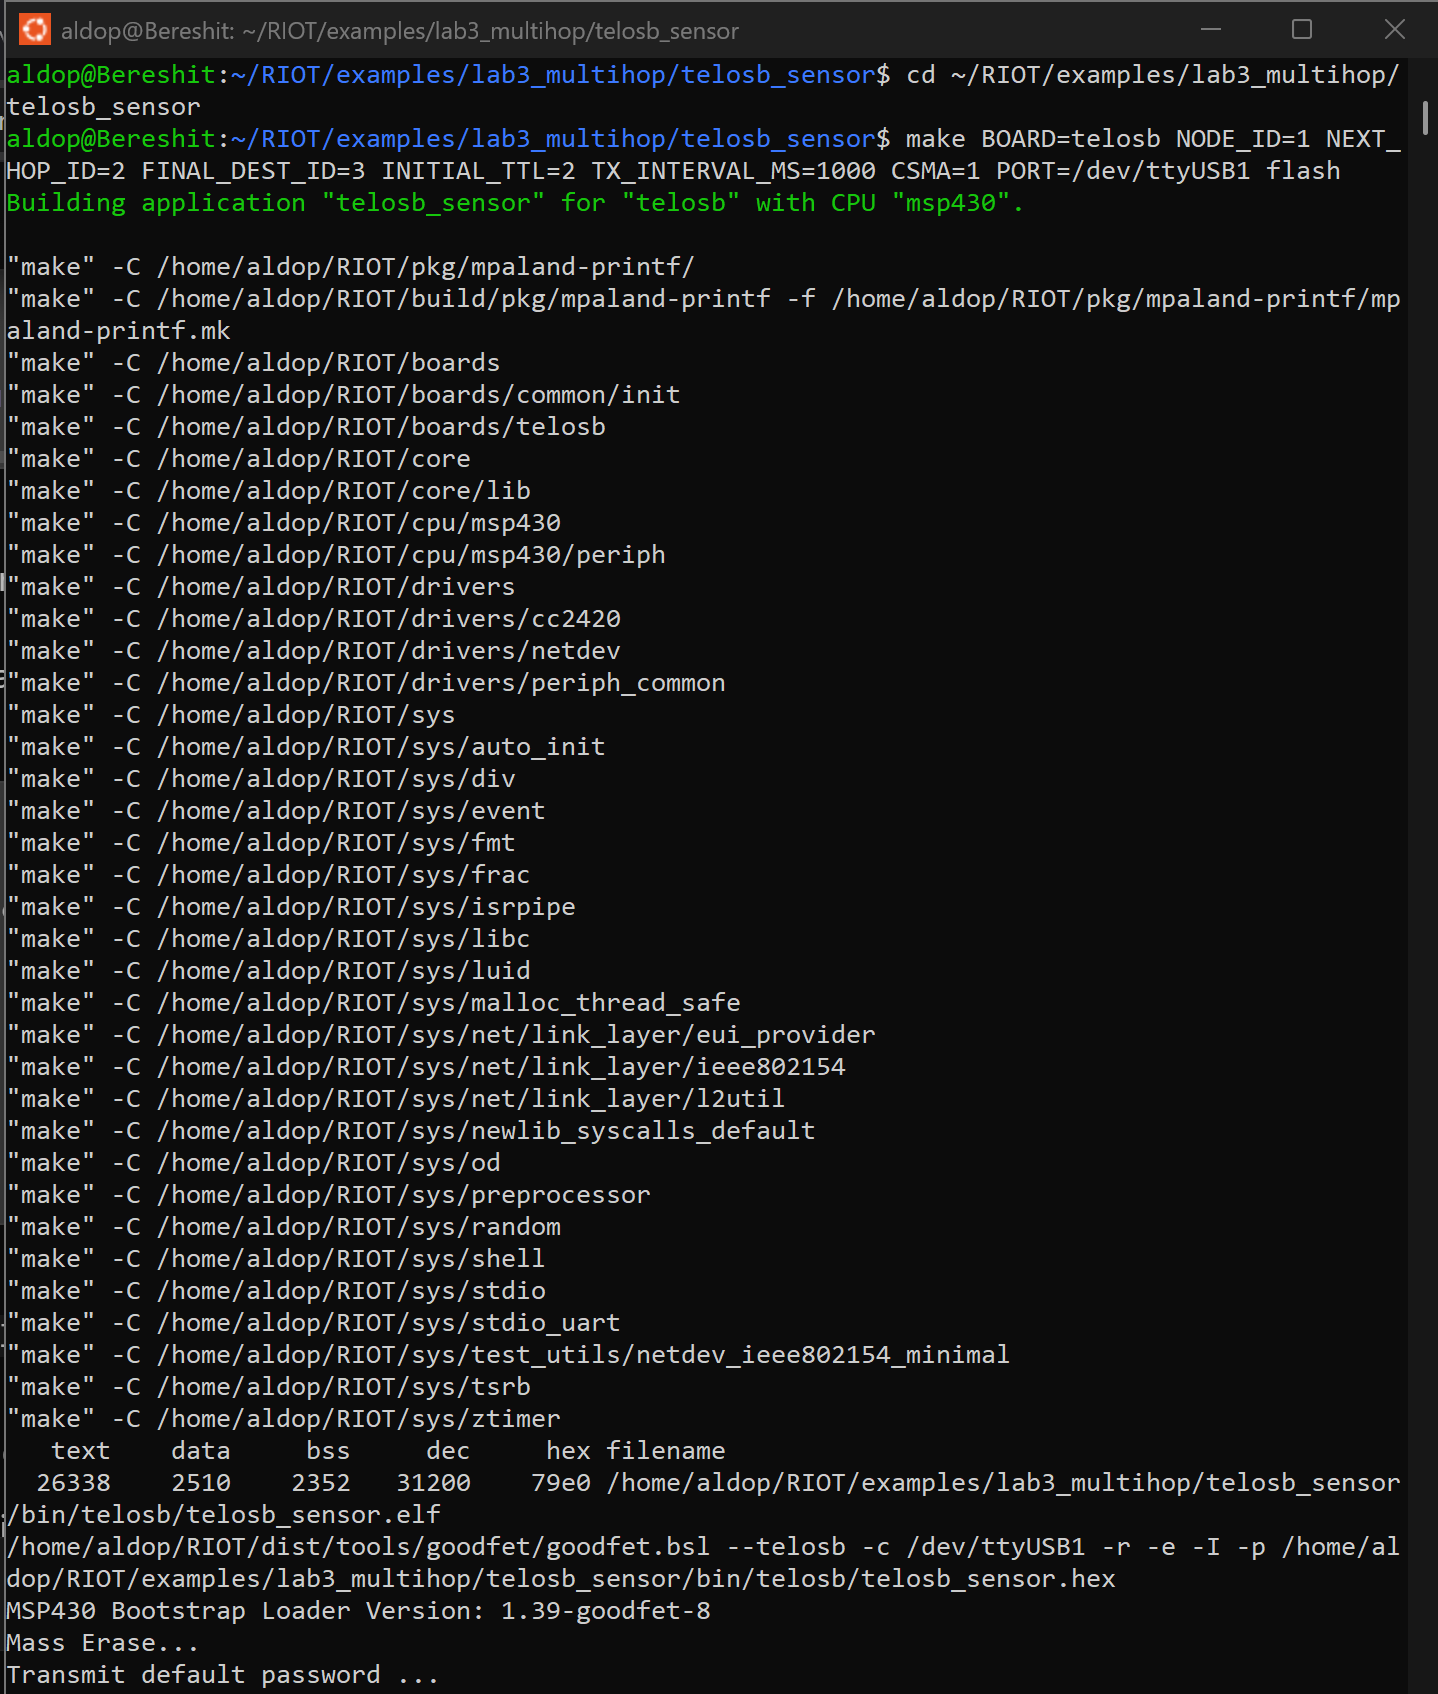 aldop@Bereshit: ~/RIOT/examples/lab3_multihop/telosb_sensor
aldop@Bereshit:~/RIOT/examples/lab3_multihop/telosb_sensor$ cd ~/RIOT/examples/lab3_multihop/
telosb_sensor
aldop@Bereshit:~/RIOT/examples/lab3_multihop/telosb_sensor$ make BOARD=telosb NODE_ID=1 NEXT_
HOP_ID=2 FINAL_DEST_ID=3 INITIAL_TTL=2 TX_INTERVAL_MS=1000 CSMA=1 PORT=/dev/ttyUSB1 flash
Building application "telosb_sensor" for "telosb" with CPU "msp430".
"make" -C /home/aldop/RIOT/pkg/mpaland-printf/
"make" -C /home/aldop/RIOT/build/pkg/mpaland-printf -f /home/aldop/RIOT/pkg/mpaland-printf/mp
aland-printf.mk
"make" -C /home/aldop/RIOT/boards
"make" -C /home/aldop/RIOT/boards/common/init
"make" -C /home/aldop/RIOT/boards/telosb
"make" -C /home/aldop/RIOT/core
"make" -C /home/aldop/RIOT/core/lib
"make" -C /home/aldop/RIOT/cpu/msp430
"make" -C /home/aldop/RIOT/cpu/msp430/periph
"make" -C /home/aldop/RIOT/drivers
"make" -C /home/aldop/RIOT/drivers/cc2420
"make" -C /home/aldop/RIOT/drivers/netdev
"make" -C /home/aldop/RIOT/drivers/periph_common
"make" -C /home/aldop/RIOT/sys
"make" -C /home/aldop/RIOT/sys/auto_init
"make" -C /home/aldop/RIOT/sys/div
"make" -C /home/aldop/RIOT/sys/event
"make" -C /home/aldop/RIOT/sys/fmt
"make" -C /home/aldop/RIOT/sys/frac
"make" -C /home/aldop/RIOT/sys/isrpipe
"make" -C /home/aldop/RIOT/sys/libc
"make" -C /home/aldop/RIOT/sys/luid
"make" -C /home/aldop/RIOT/sys/malloc_thread_safe
"make" -C /home/aldop/RIOT/sys/net/link_layer/eui_provider
"make" -C /home/aldop/RIOT/sys/net/link_layer/ieee802154
"make" -C /home/aldop/RIOT/sys/net/link_layer/l2util
"make" -C /home/aldop/RIOT/sys/newlib_syscalls_default
"make" -C /home/aldop/RIOT/sys/od
"make" -C /home/aldop/RIOT/sys/preprocessor
"make" -C /home/aldop/RIOT/sys/random
"make" -C /home/aldop/RIOT/sys/shell
"make" -C /home/aldop/RIOT/sys/stdio
"make" -C /home/aldop/RIOT/sys/stdio_uart
"make" -C /home/aldop/RIOT/sys/test_utils/netdev_ieee802154_minimal
"make" -C /home/aldop/RIOT/sys/tsrb
"make" -C /home/aldop/RIOT/sys/ztimer
   text    data     bss     dec     hex filename
  26338    2510    2352   31200    79e0 /home/aldop/RIOT/examples/lab3_multihop/telosb_sensor
/bin/telosb/telosb_sensor.elf
/home/aldop/RIOT/dist/tools/goodfet/goodfet.bsl --telosb -c /dev/ttyUSB1 -r -e -I -p /home/al
dop/RIOT/examples/lab3_multihop/telosb_sensor/bin/telosb/telosb_sensor.hex
MSP430 Bootstrap Loader Version: 1.39-goodfet-8
Mass Erase...
Transmit default password ...